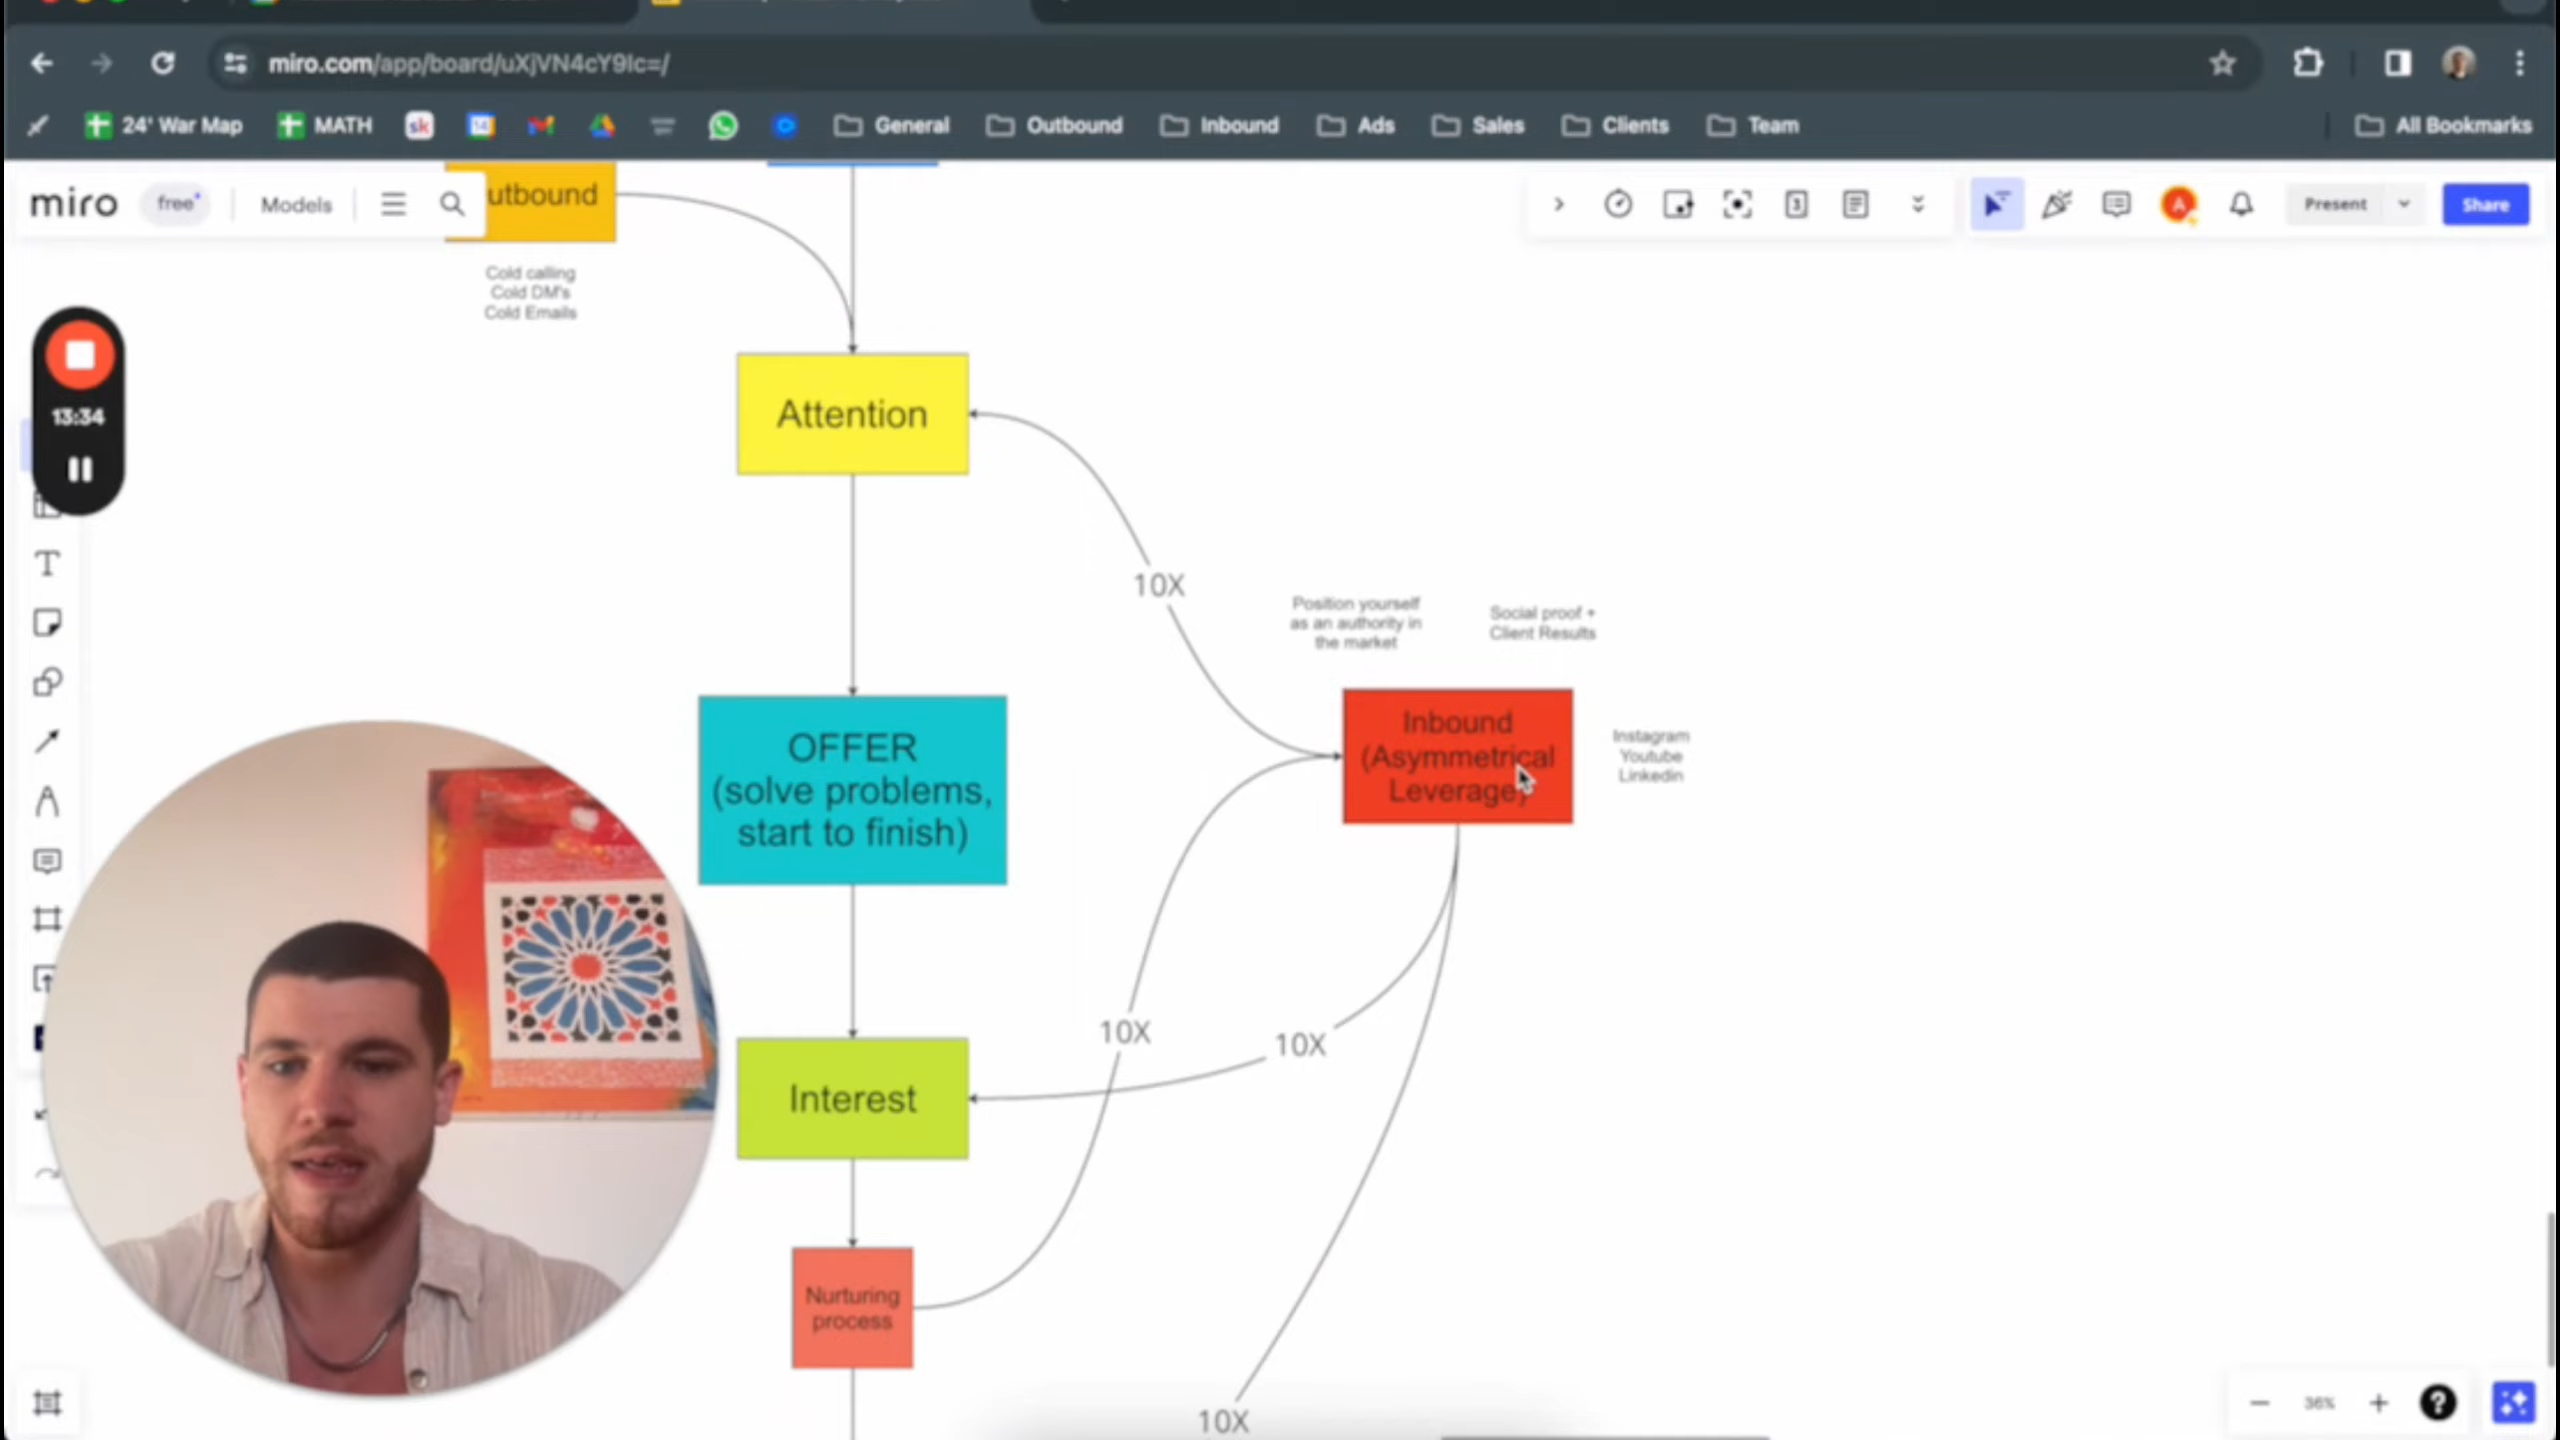 miro.com/app/board/uXjVN4cY9lc=/
24' War Map
MATH
sk
14
General
Outbound
Inbound
Ads
Sales
Clients
Team
All Bookmarks
miro
free
Models
utbound
A
Present
Share
Cold calling
Cold DM's
Cold Emails
13:34
Attention
10X
Position yourself
as an authority in
the market
Social proof +
Client Results
OFFER
(solve problems,
start to finish)
Inbound
(Asymmetrical
Leverage)
Instagram
Youtube
Linkedin
10X
10X
Interest
Nurturing
process
10X
36%